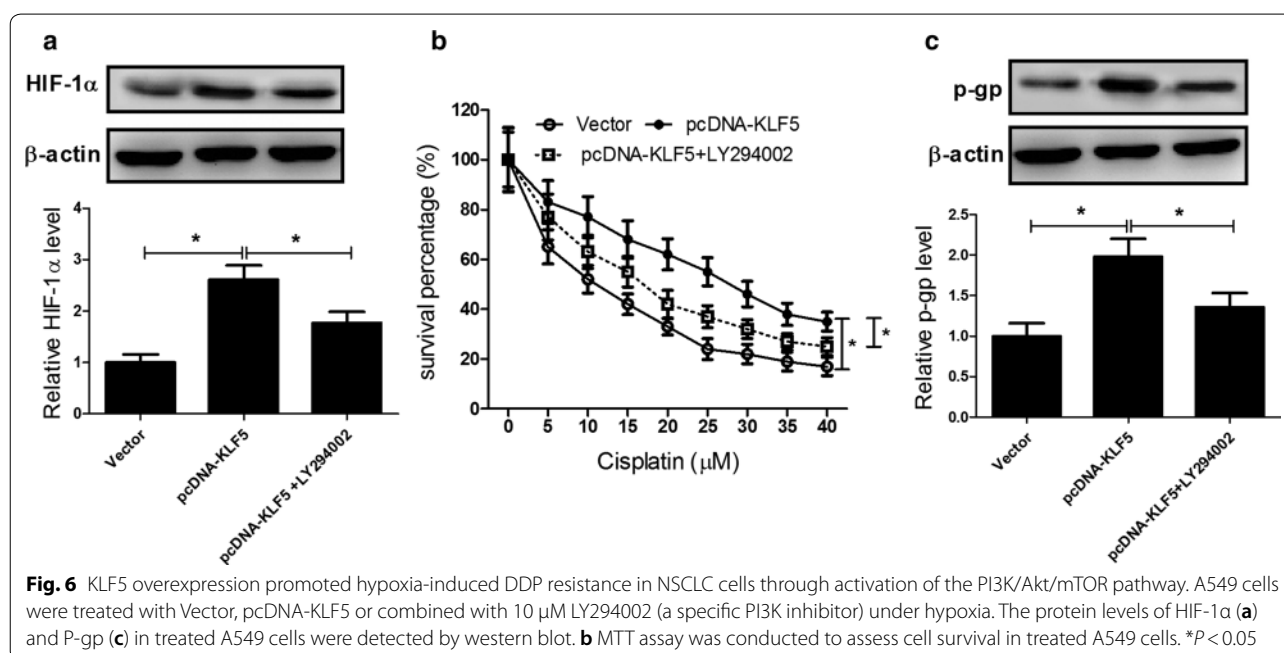 a
HIF-1α
β-actin
Relative HIF-1α level
4
3
2
1
0
*
*
Vector
pcDNA-KLF5
pcDNA-KLF5 +LY294002
b
survival percentage (%)
120
100
80
60
40
20
0
Vector
pcDNA-KLF5
pcDNA-KLF5+LY294002
*
*
0 5 10 15 20 25 30 35 40
Cisplatin (μM)
c
p-gp
β-actin
Relative p-gp level
2.5
2.0
1.5
1.0
0.5
0.0
*
*
Vector
pcDNA-KLF5
pcDNA-KLF5+LY294002
Fig. 6 KLF5 overexpression promoted hypoxia-induced DDP resistance in NSCLC cells through activation of the PI3K/Akt/mTOR pathway. A549 cells
were treated with Vector, pcDNA-KLF5 or combined with 10 μM LY294002 (a specific PI3K inhibitor) under hypoxia. The protein levels of HIF-1α (a)
and P-gp (c) in treated A549 cells were detected by western blot. b MTT assay was conducted to assess cell survival in treated A549 cells. *P < 0.05